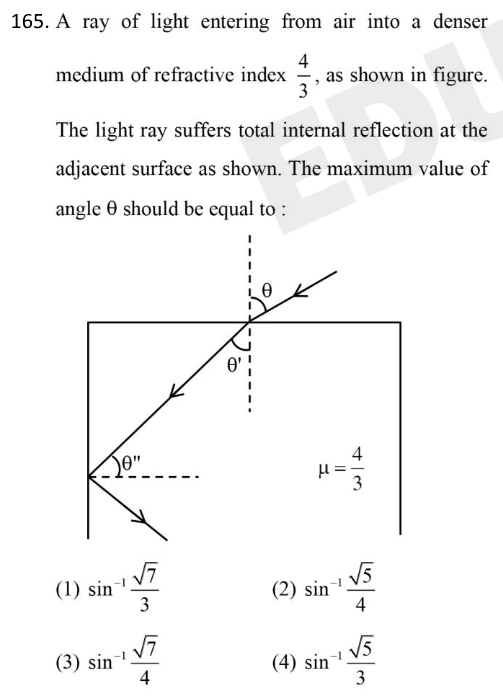 165. A ray of light entering from air into a denser
medium of refractive index 4/3, as shown in figure.
The light ray suffers total internal reflection at the
adjacent surface as shown. The maximum value of
angle θ should be equal to :
θ
θ'
θ"
μ = 4/3
(1) sin⁻¹ √7/3 (2) sin⁻¹ √5/4
(3) sin⁻¹ √7/4 (4) sin⁻¹ √5/3
EDU